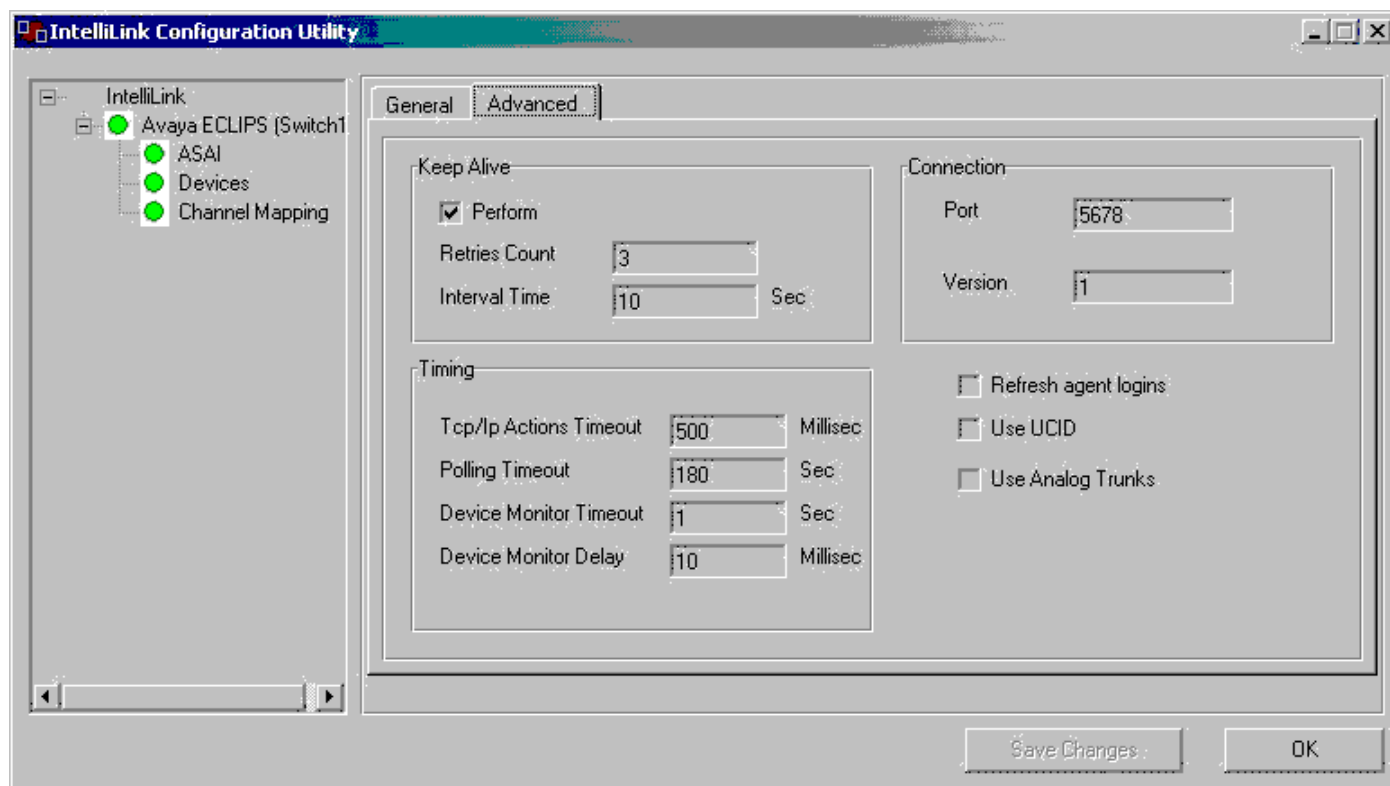 IntelliLink Configuration Utility
IntelliLink
Avaya ECLIPS (Switch1
ASAI
Devices
Channel Mapping
General
Advanced
Keep Alive
Perform
Retries Count 3
Interval Time 10 Sec
Connection
Port 5678
Version 1
Timing
Tcp/Ip Actions Timeout 500 Millisec
Polling Timeout 180 Sec
Device Monitor Timeout 1 Sec
Device Monitor Delay 10 Millisec
Refresh agent logins
Use UCID
Use Analog Trunks
Save Changes
OK